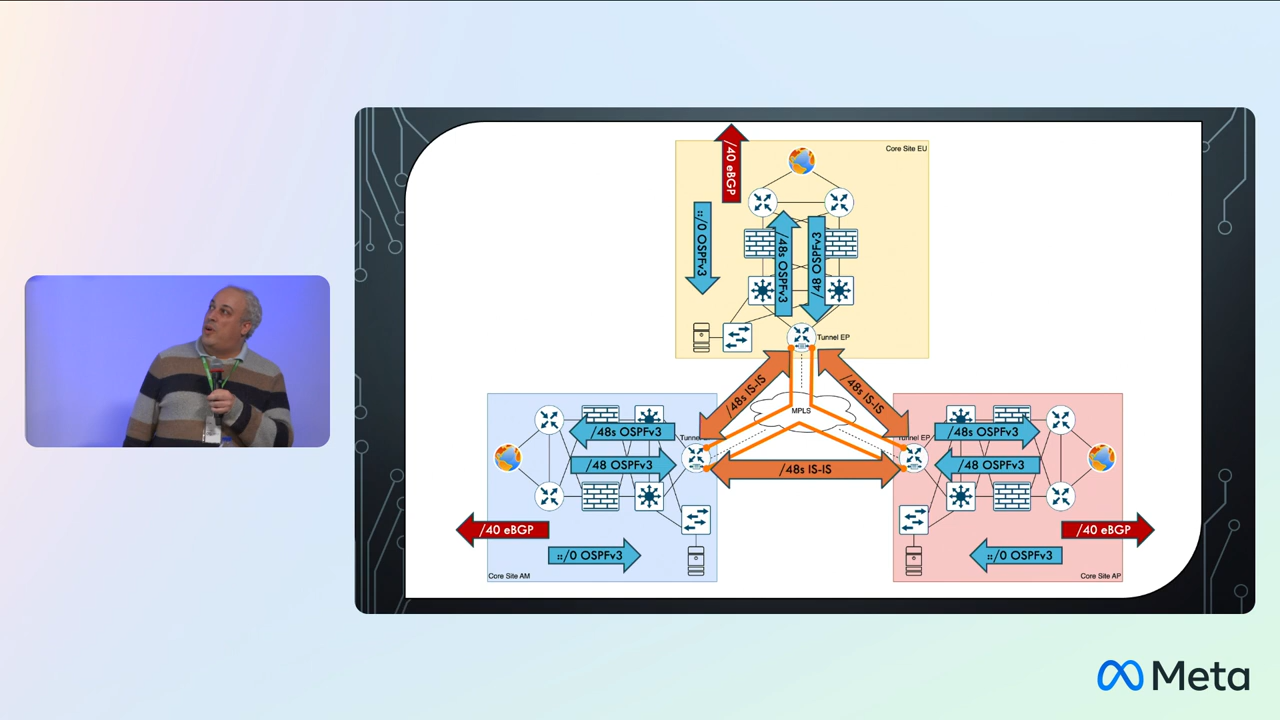 Core Site EU
/40 eBGP
::/0 OSPFv3
/48s OSPFv3
/48 OSPFv3
Tunnel EP
/48s IS-IS
/48s IS-IS
MPLS
/48s OSPFv3
Tunnel EP
/48 OSPFv3
/48s IS-IS
/48s OSPFv3
/48 OSPFv3
/40 eBGP
::/0 OSPFv3
Core Site AM
/40 eBGP
::/0 OSPFv3
Core Site AP
Meta